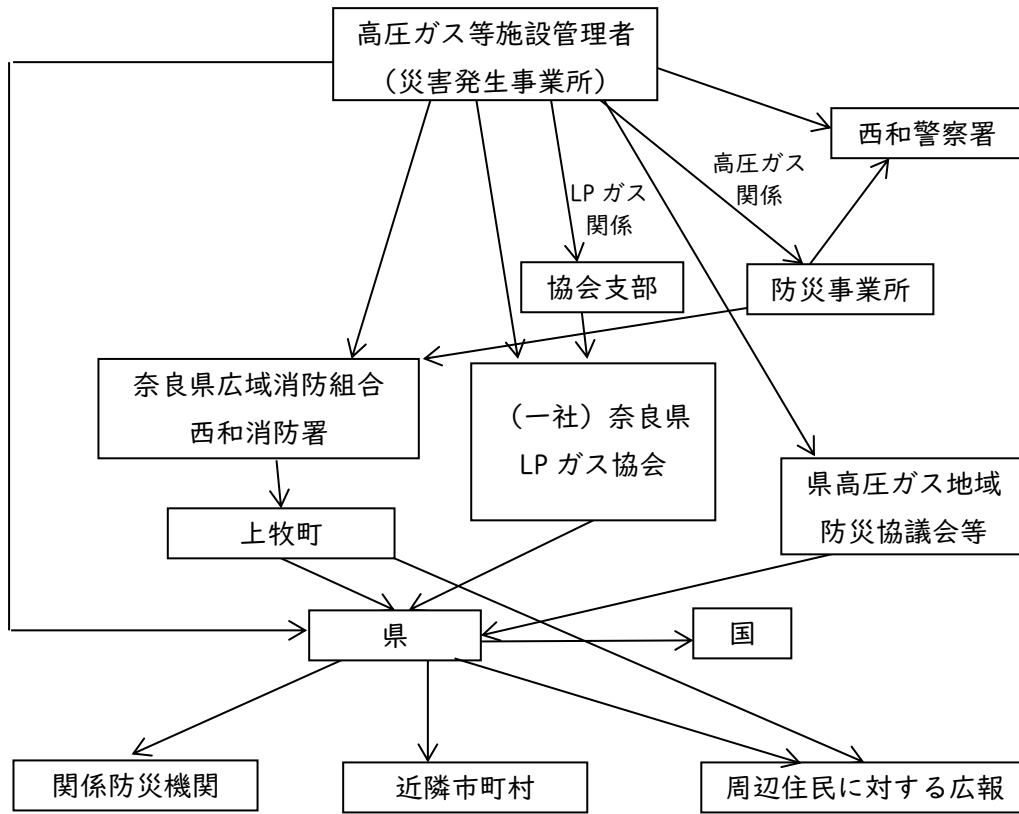 高圧ガス等施設管理者
（災害発生事業所）
西和警察署
高圧ガス
関係
LP ガス
関係
協会支部
防災事業所
奈良県広域消防組合
西和消防署
（一社）奈良県
LP ガス協会
県高圧ガス地域
防災協議会等
上牧町
県
国
関係防災機関
近隣市町村
周辺住民に対する広報